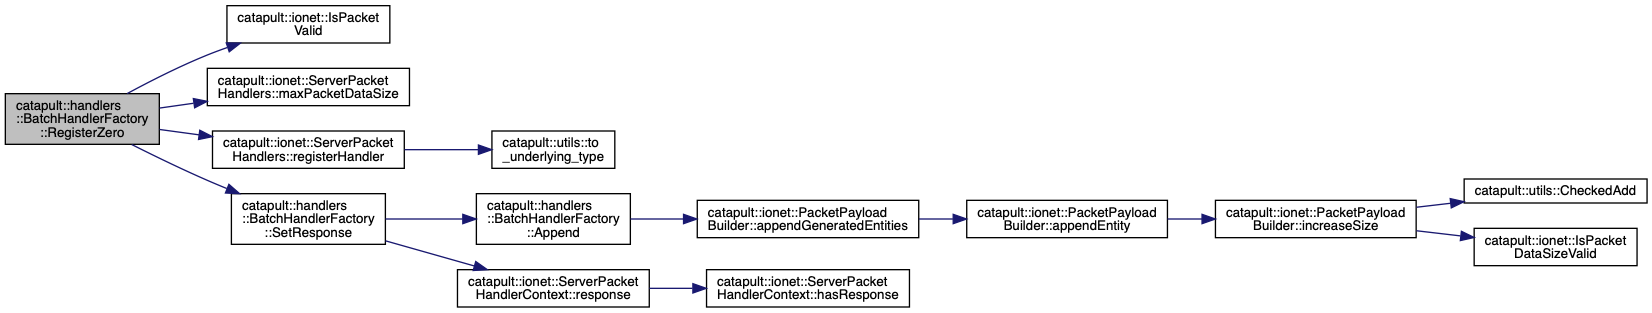 catapult::handlers
::BatchHandlerFactory
::RegisterZero
catapult::ionet::IsPacket
Valid
catapult::ionet::ServerPacket
Handlers::maxPacketDataSize
catapult::ionet::ServerPacket
Handlers::registerHandler
catapult::utils::to
_underlying_type
catapult::handlers
::BatchHandlerFactory
::SetResponse
catapult::handlers
::BatchHandlerFactory
::Append
catapult::ionet::PacketPayload
Builder::appendGeneratedEntities
catapult::ionet::PacketPayload
Builder::appendEntity
catapult::ionet::PacketPayload
Builder::increaseSize
catapult::utils::CheckedAdd
catapult::ionet::IsPacket
DataSizeValid
catapult::ionet::ServerPacket
HandlerContext::response
catapult::ionet::ServerPacket
HandlerContext::hasResponse